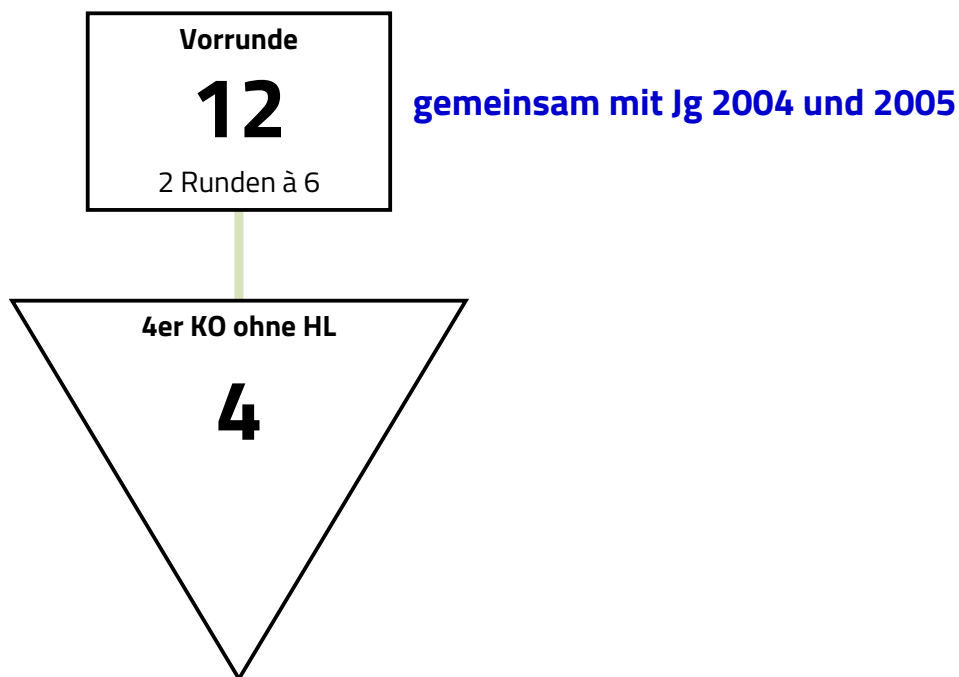 Vorrunde
12
gemeinsam mit Jg 2004 und 2005
2 Runden à 6
4er KO ohne HL
4